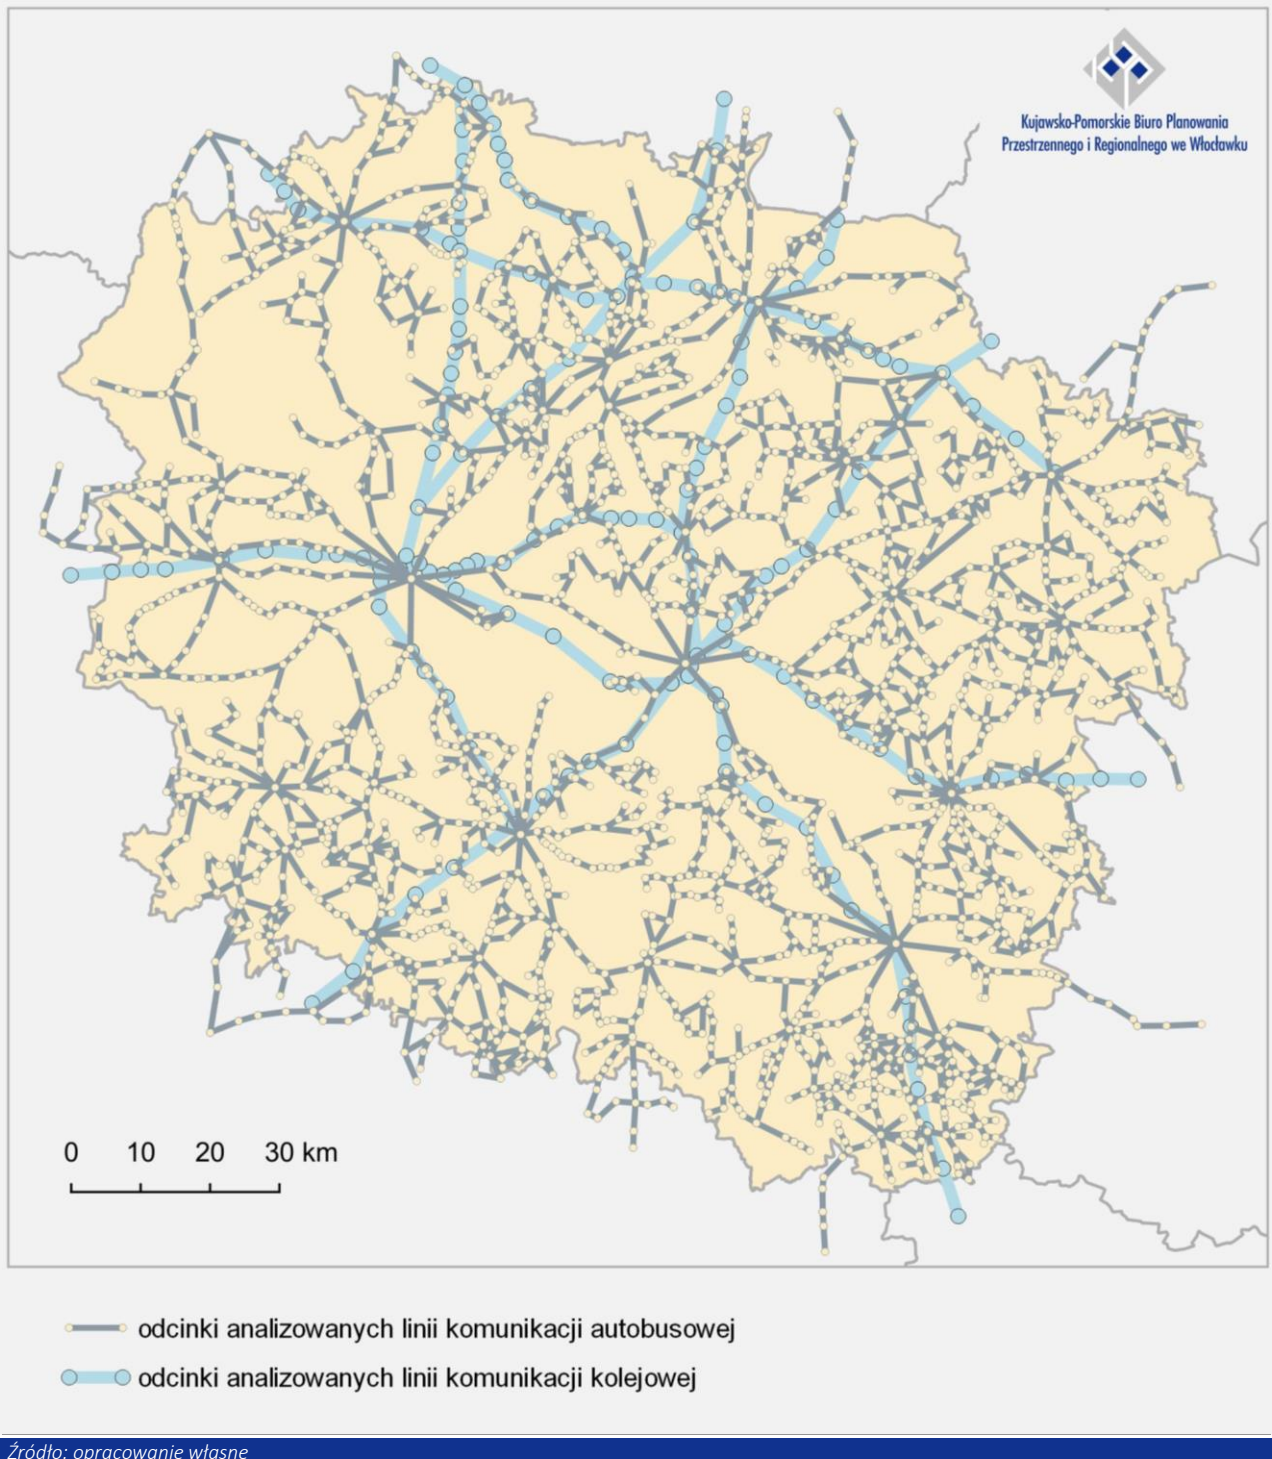 Kujawsko-Pomorskie Biuro Planowania
Przestrzennego i Regionalnego we Włocławku
0 10 20 30 km
odcinki analizowanych linii komunikacji autobusowej
odcinki analizowanych linii komunikacji kolejowej
Źródło: opracowanie własne